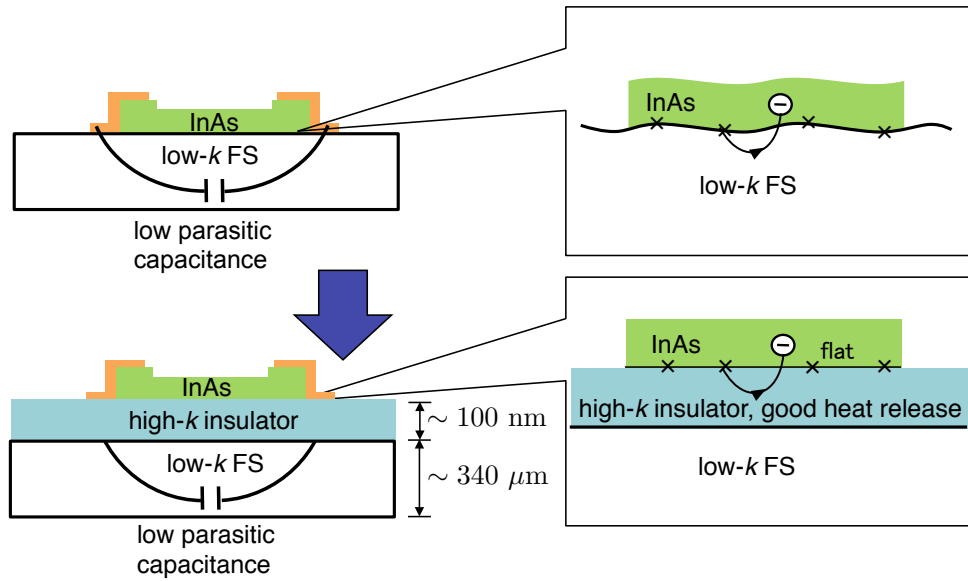 InAs
low-k FS
low parasitic
capacitance
InAs
−
low-k FS
InAs
high-k insulator
low-k FS
low parasitic
capacitance
∼ 100 nm
∼ 340 μm
InAs
−
flat
high-k insulator, good heat release
low-k FS